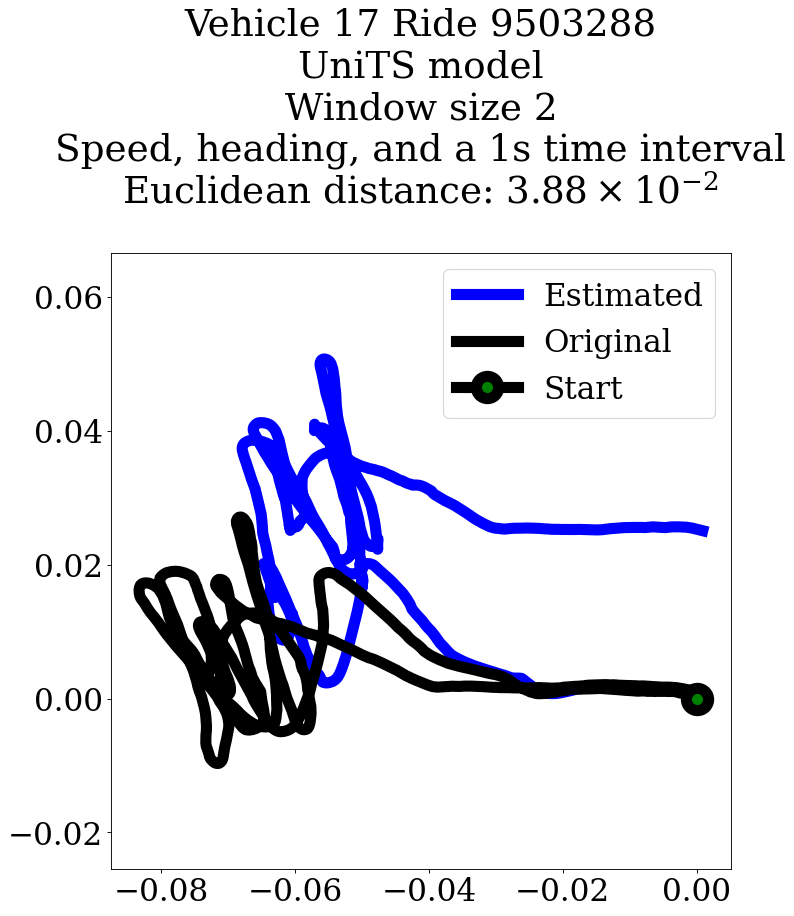 Vehicle 17 Ride 9503288
UniTS model
Window size 2
Speed, heading, and a 1s time interval
Euclidean distance: 3.88 × 10⁻²
Estimated
Original
Start
0.06
0.04
0.02
0.00
−0.02
−0.08 −0.06 −0.04 −0.02 0.00